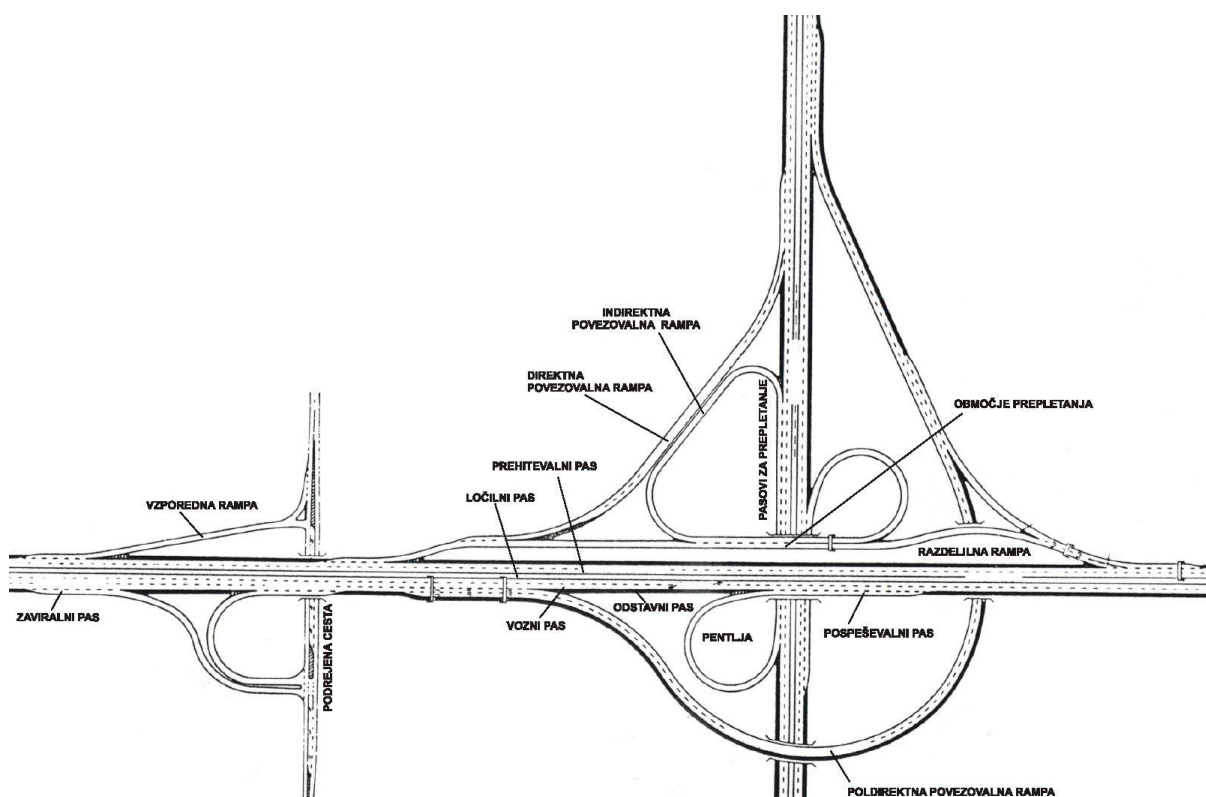 INDIREKTNA
POVEZOVALNA RAMPA
DIREKTNA
POVEZOVALNA RAMPA
PASOVI ZA PREPLETANJE
OBMOČJE PREPLETANJA
PREHITEVALNI PAS
LOČILNI PAS
VZPOREDNA RAMPA
RAZDELILNA RAMPA
ZAVIRALNI PAS
PODREJENA CESTA
VOZNI PAS
ODSTAVNI PAS
PENTLJA
POSPEŠEVALNI PAS
POLDIREKTNA POVEZOVALNA RAMPA